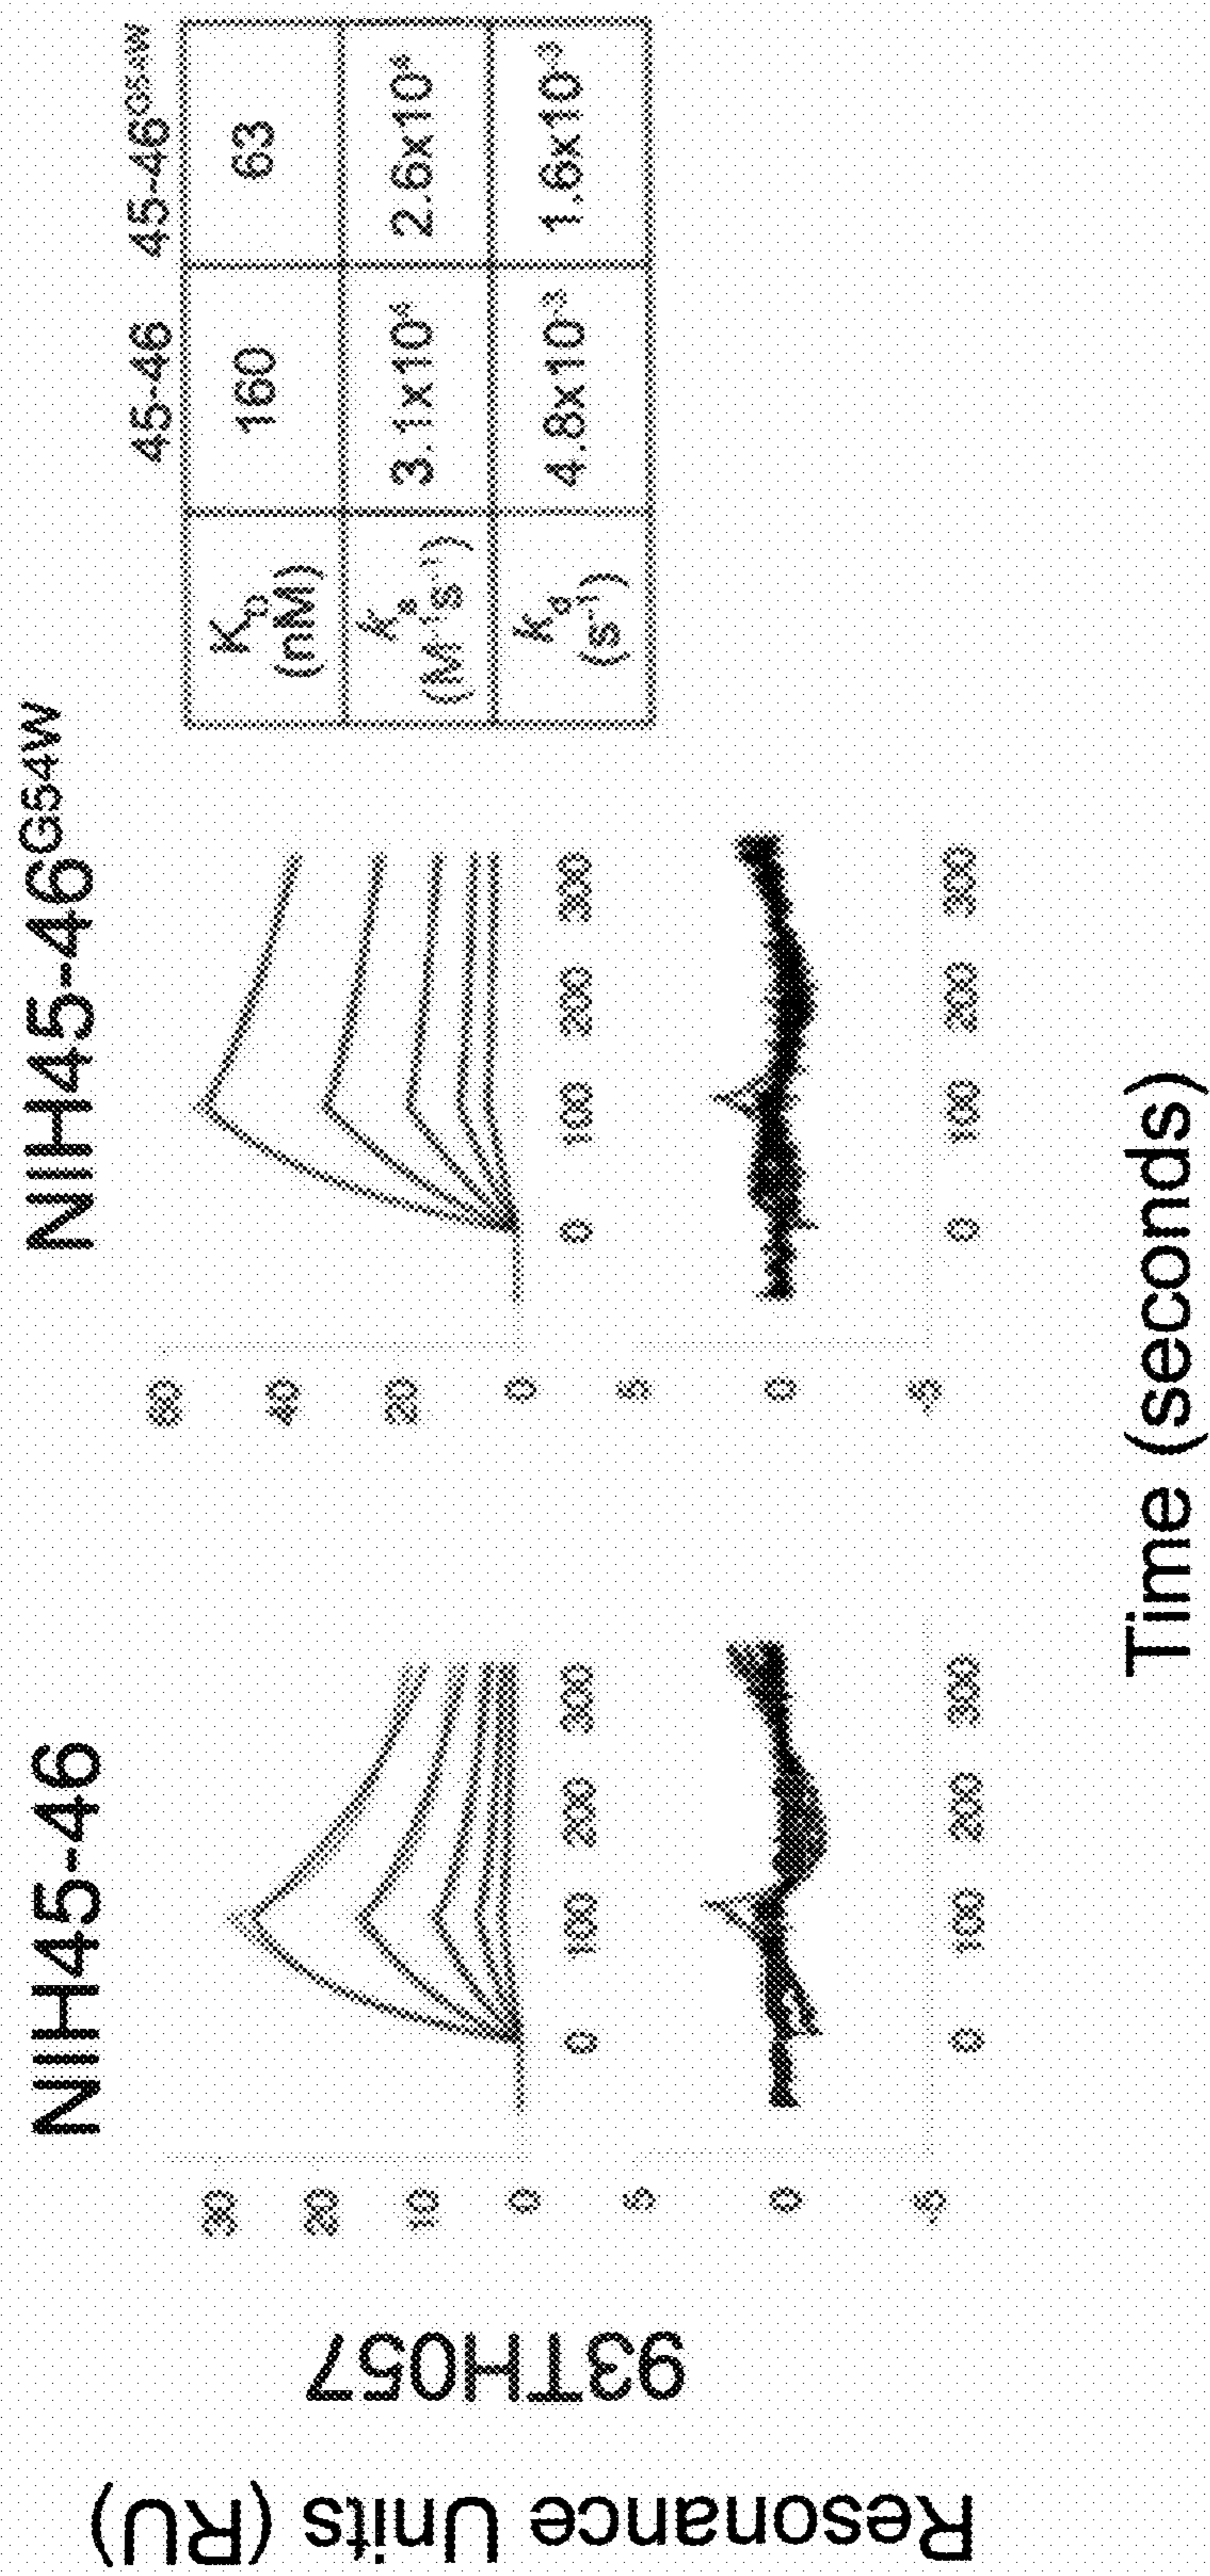 NIH45-46
NIH45-46G54W
45-46
45-46G54W
KD
(nM)
160
63
ka
(M-1s-1)
3.1x104
2.6x104
kd
(s-1)
4.8x10-3
1.6x10-3
30
20
10
0
0
100
200
300
5
0
-5
0
100
200
300
60
40
20
0
0
100
200
300
5
0
-5
0
100
200
300
93TH057
Resonance Units (RU)
Time (seconds)